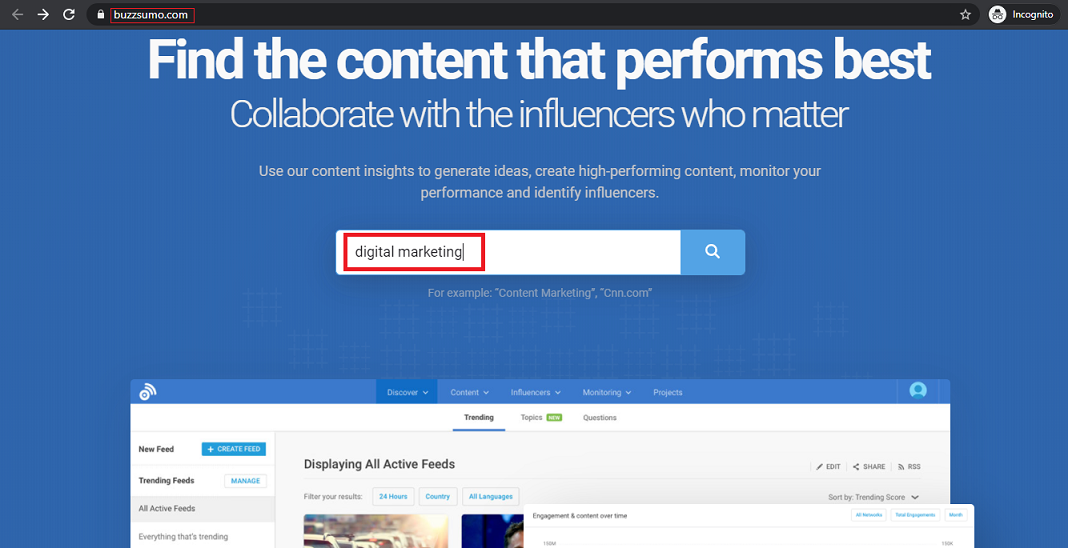 buzzsumo.com
Incognito
Find the content that performs best
Collaborate with the influencers who matter
Use our content insights to generate ideas, create high-performing content, monitor your
performance and identify influencers.
digital marketing
For example: "Content Marketing", "Cnn.com"
Discover Content Influencers Monitoring Projects
Trending Topics NEW Questions
New Feed + CREATE FEED
Trending Feeds MANAGE
All Active Feeds
Everything that's trending
Displaying All Active Feeds
EDIT SHARE RSS
Filter your results: 24 Hours Country All Languages
Sort by: Trending Score
Engagement & content over time
All Networks Total Engagements Month
150M 150K